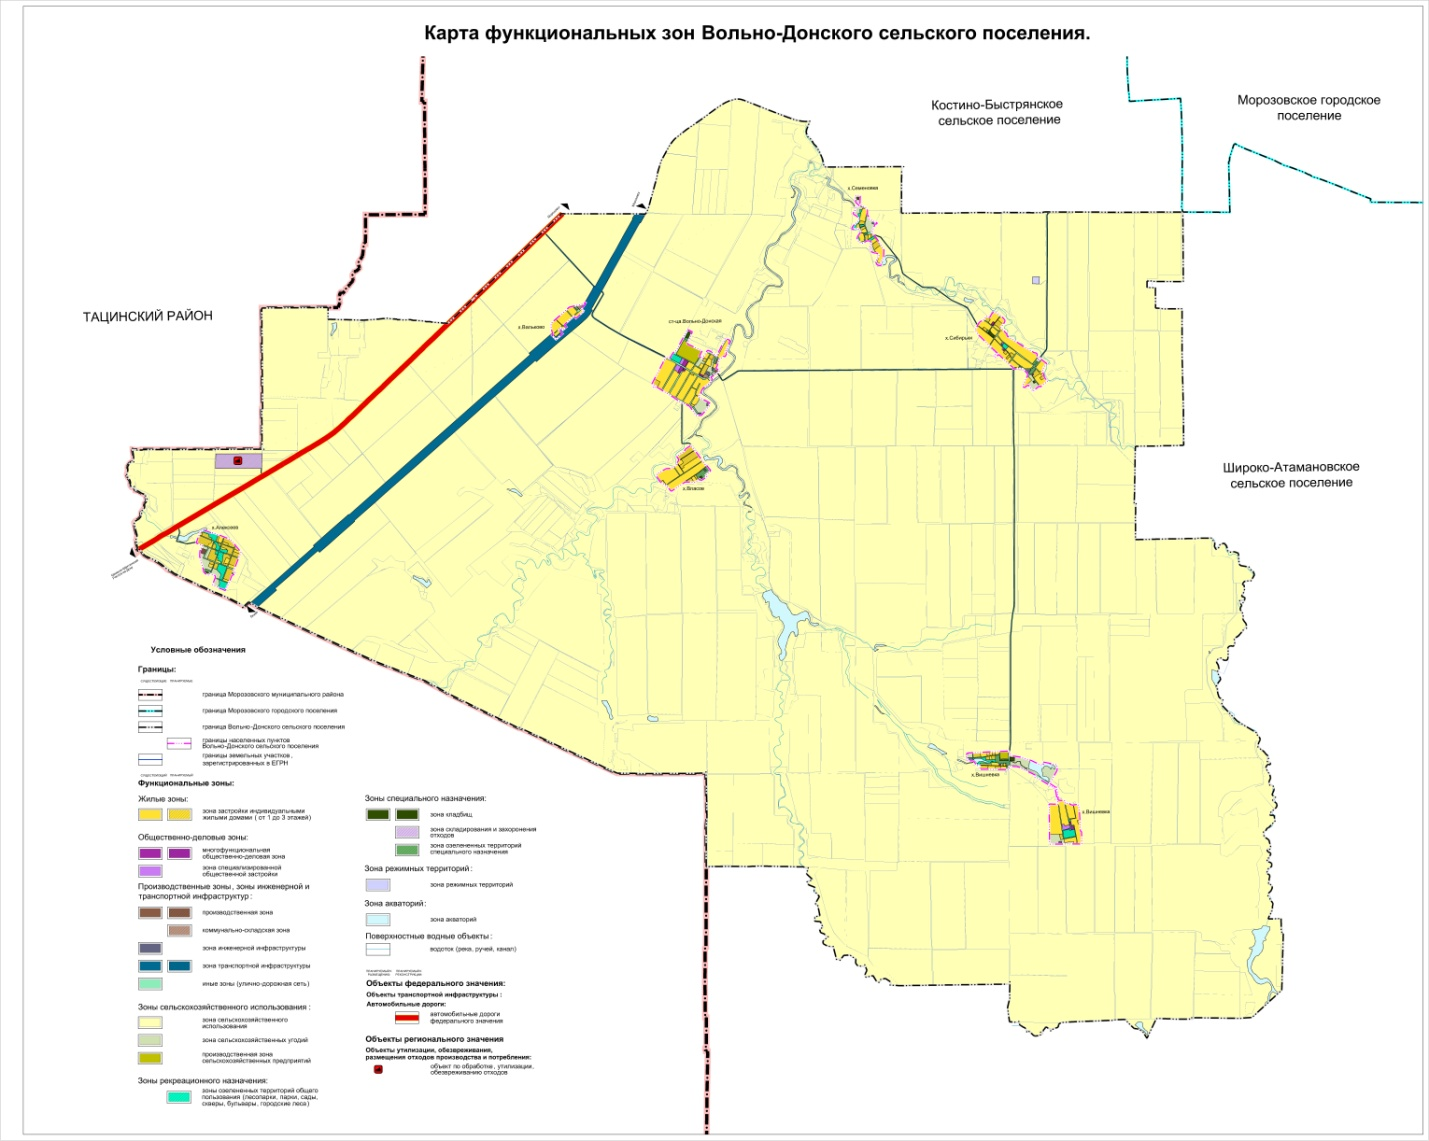 Карта функциональных зон Вольно-Донского сельского поселения.
Костино-Быстрянское
сельское поселение
Морозовское городское
поселение
ТАЦИНСКИЙ РАЙОН
Широко-Атамановское
сельское поселение
х.Семеновка
ст-ца.Вольно-Донская
х.Сибирьки
х.Власов
х.Алексеев
х.Вишневка
х.Вишневка
Условные обозначения
Границы:
граница Морозовского муниципального района
граница Морозовского городского поселения
граница Вольно-Донского сельского поселения
границы населенных пунктов
Вольно-Донского сельского поселения
границы земельных участков,
зарегистрированных в ЕГРН
Функциональные зоны:
Жилые зоны:
зона застройки индивидуальными
жилыми домами ( от 1 до 3 этажей)
Общественно-деловые зоны:
многофункциональная
общественно-деловая зона
зона специализированной
общественной застройки
Производственные зоны, зоны инженерной и
транспортной инфраструктур:
производственная зона
коммунально-складская зона
зона инженерной инфраструктуры
зона транспортной инфраструктуры
иные зоны (улично-дорожная сеть)
Зоны сельскохозяйственного использования:
зона сельскохозяйственного
использования
зона сельскохозяйственных угодий
производственная зона
сельскохозяйственных предприятий
Зоны рекреационного назначения:
зоны озелененных территорий общего
пользования (лесопарки, парки, сады,
скверы, бульвары, городские леса)
Зоны специального назначения:
зона кладбищ
зона складирования и захоронения
отходов
зона озелененных территорий
специального назначения
Зона режимных территорий:
зона режимных территорий
Зона акваторий:
зона акваторий
Поверхностные водные объекты:
водоток (река, ручей, канал)
Объекты федерального значения:
Объекты транспортной инфраструктуры:
Автомобильные дороги:
автомобильные дороги
федерального значения
Объекты регионального значения
Объекты утилизации, обезвреживания,
размещения отходов производства и потребления:
объект по обработке, утилизации,
обезвреживанию отходов